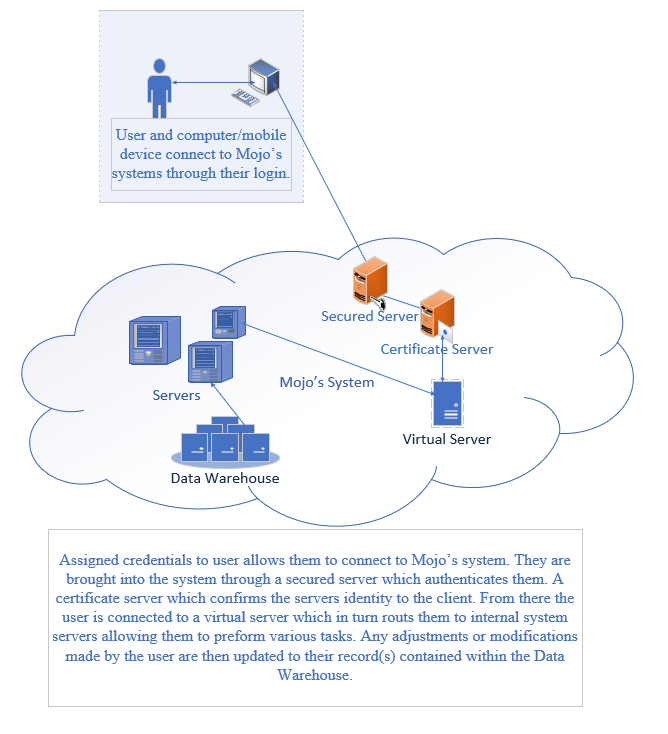 User and computer/mobile
device connect to Mojo's
systems through their login.
Secured Server
Certificate Server
Mojo's System
Servers
Virtual Server
Data Warehouse
Assigned credentials to user allows them to connect to Mojo's system. They are
brought into the system through a secured server which authenticates them. A
certificate server which confirms the servers identity to the client. From there the
user is connected to a virtual server which in turn routs them to internal system
servers allowing them to preform various tasks. Any adjustments or modifications
made by the user are then updated to their record(s) contained within the Data
Warehouse.